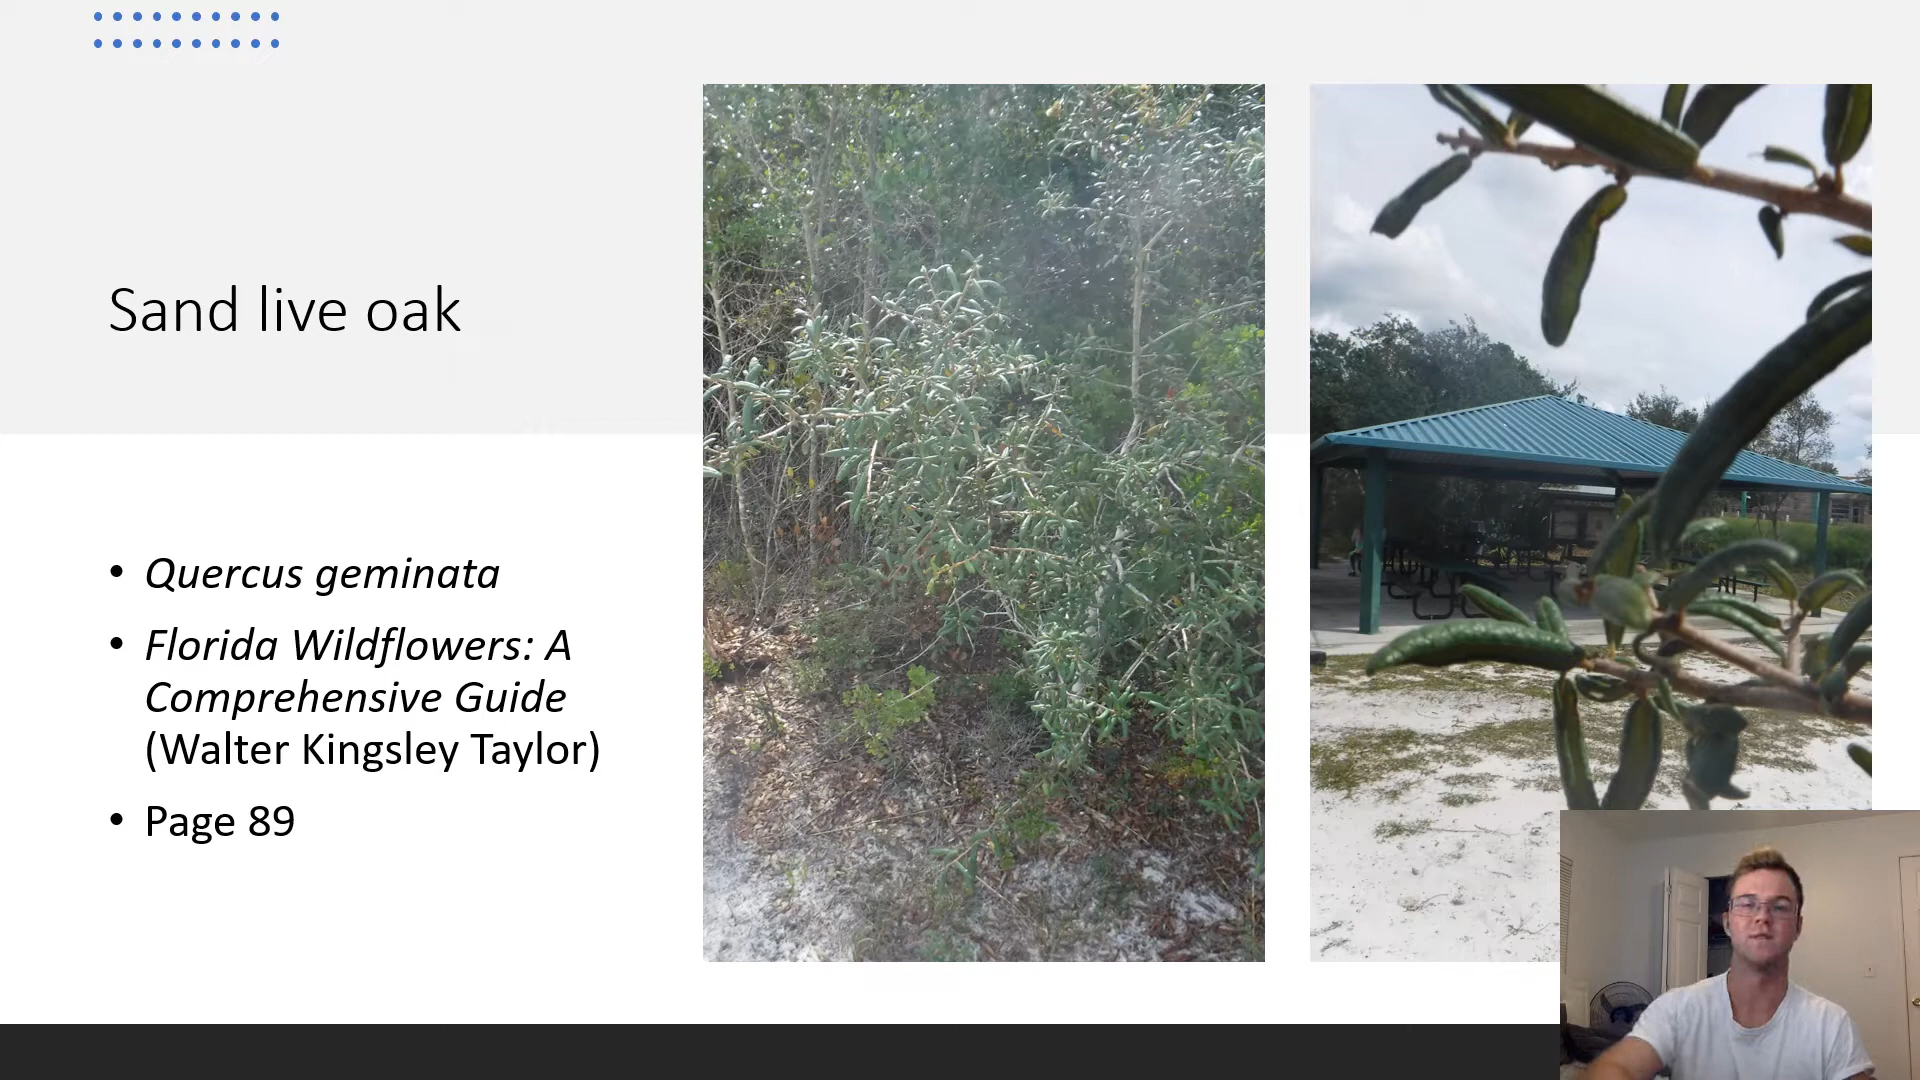 Sand live oak
• Quercus geminata
• Florida Wildflowers: A
Comprehensive Guide
(Walter Kingsley Taylor)
• Page 89